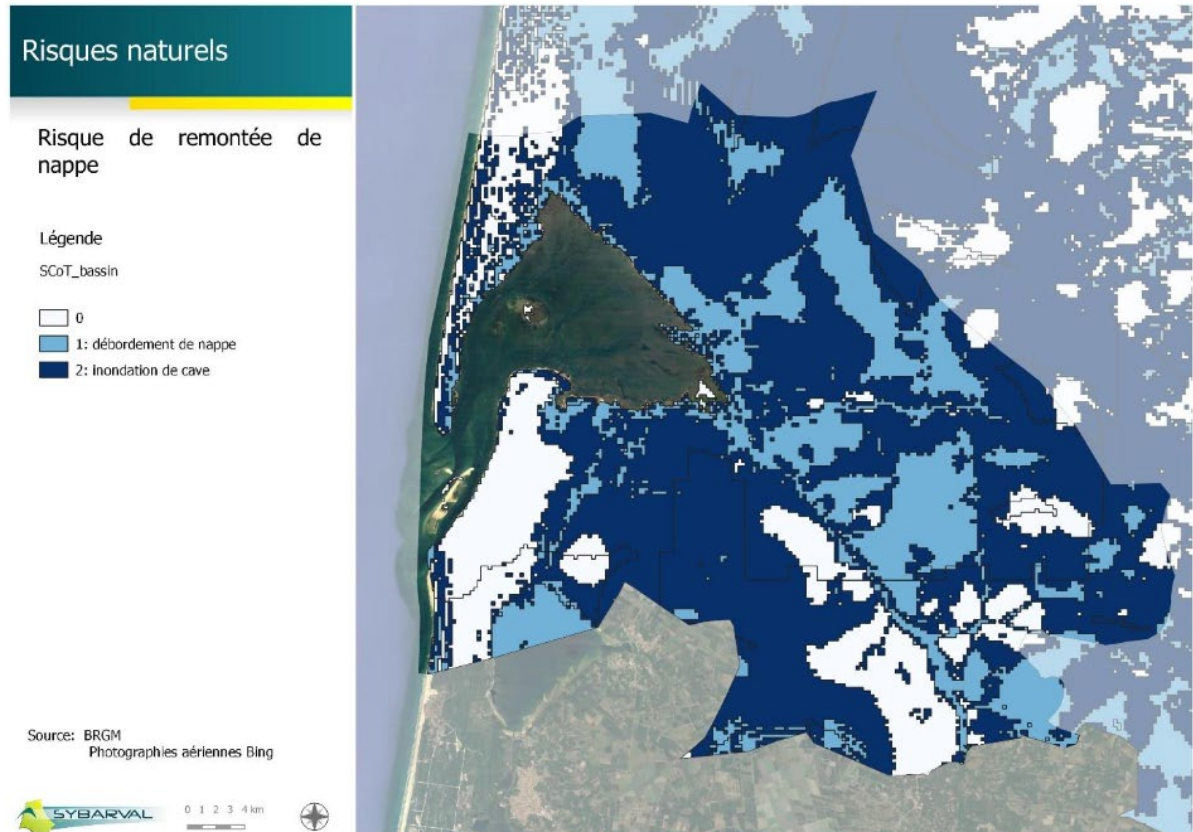 Risques naturels
Risque de remontée de
nappe
Légende
SCoT_bassin
0
1: débordement de nappe
2: inondation de cave
Source: BRGM
Photographies aériennes Bing
SYBARVAL
0 1 2 3 4 km